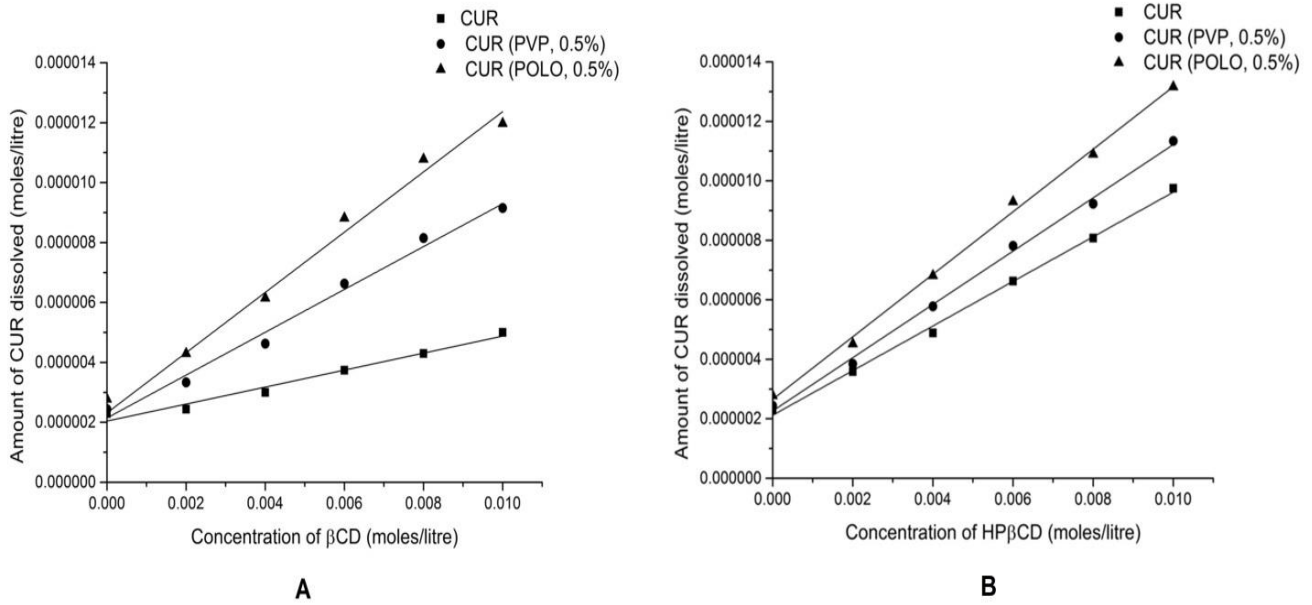 CUR
CUR (PVP, 0.5%)
CUR (POLO, 0.5%)
Amount of CUR dissolved (moles/litre)
0.000014
0.000012
0.000010
0.000008
0.000006
0.000004
0.000002
0.000000
0.000 0.002 0.004 0.006 0.008 0.010
Concentration of βCD (moles/litre)
A
CUR
CUR (PVP, 0.5%)
CUR (POLO, 0.5%)
Amount of CUR dissolved (moles/litre)
0.000014
0.000012
0.000010
0.000008
0.000006
0.000004
0.000002
0.000000
0.000 0.002 0.004 0.006 0.008 0.010
Concentration of HPβCD (moles/litre)
B